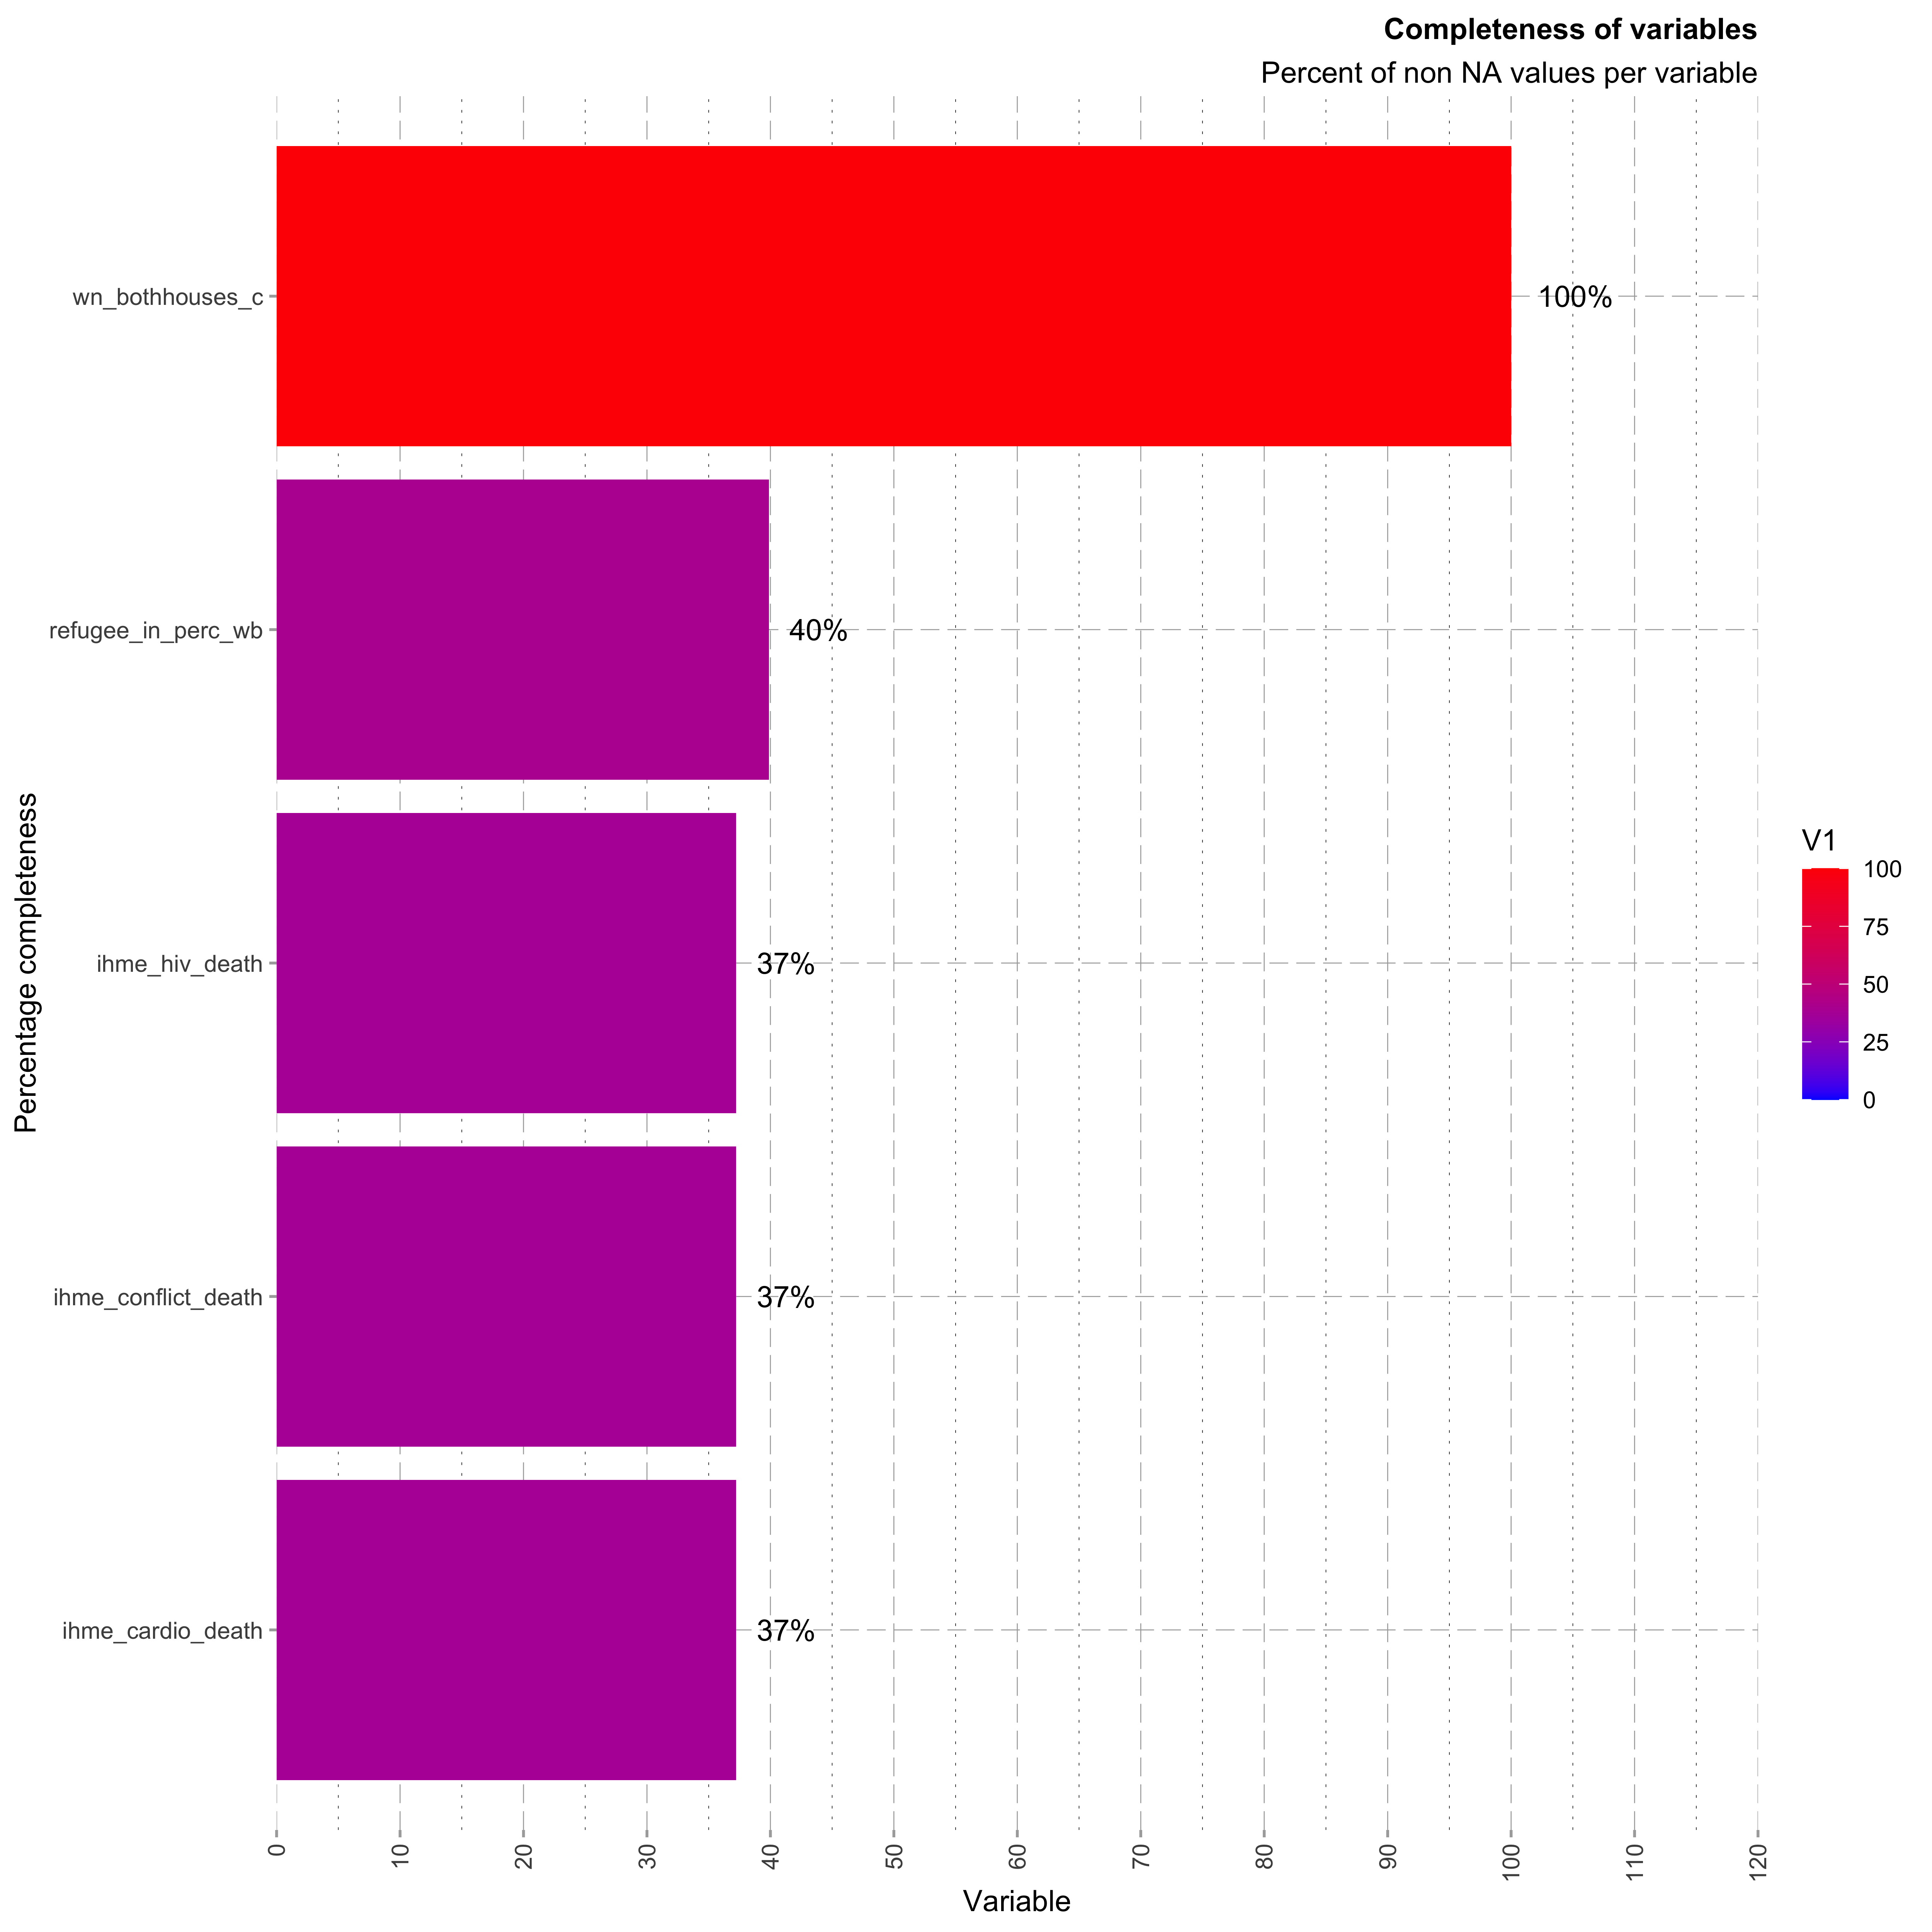 Completeness of variables
Percent of non NA values per variable
wn_bothhouses_c
100%
refugee_in_perc_wb
40%
ihme_hiv_death
37%
ihme_conflict_death
37%
ihme_cardio_death
37%
Percentage completeness
0 10 20 30 40 50 60 70 80 90 100 110 120
Variable
V1
100
75
50
25
0